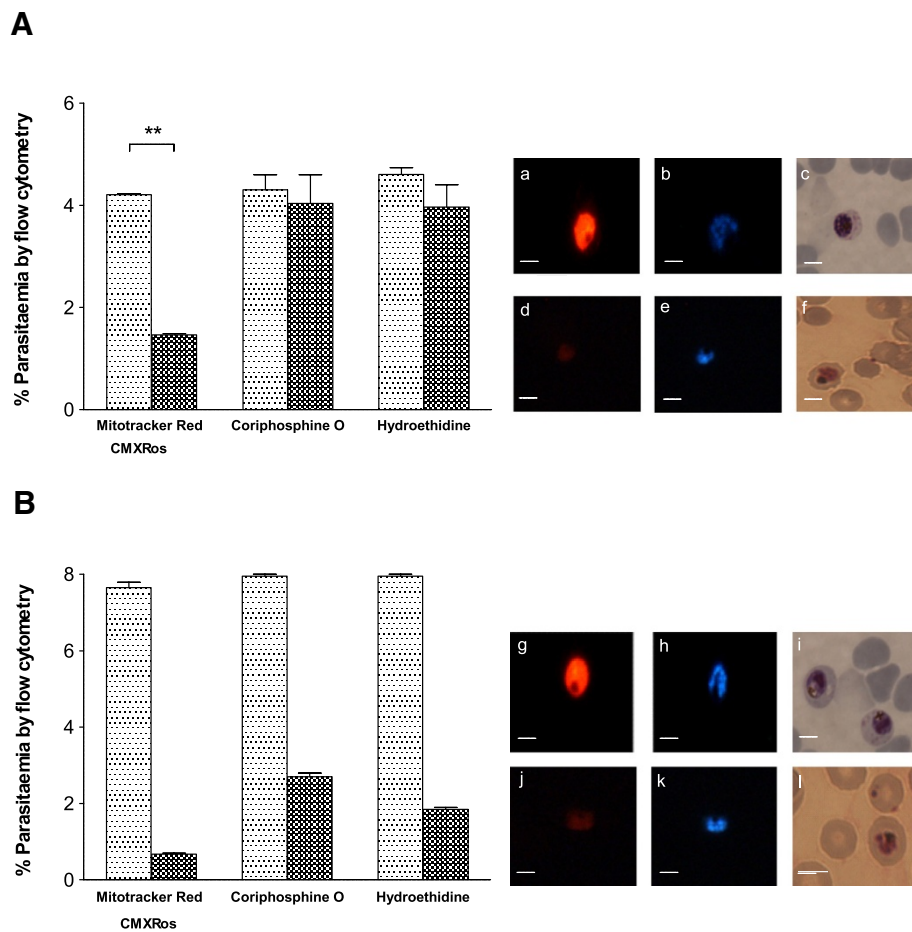 A
% Parasitaemia by flow cytometry
6
4
2
0
**
Mitotracker Red
CMXRos
Coriphosphine O
Hydroethidine
a
b
c
d
e
f
B
% Parasitaemia by flow cytometry
8
6
4
2
0
Mitotracker Red
CMXRos
Coriphosphine O
Hydroethidine
g
h
i
j
k
l